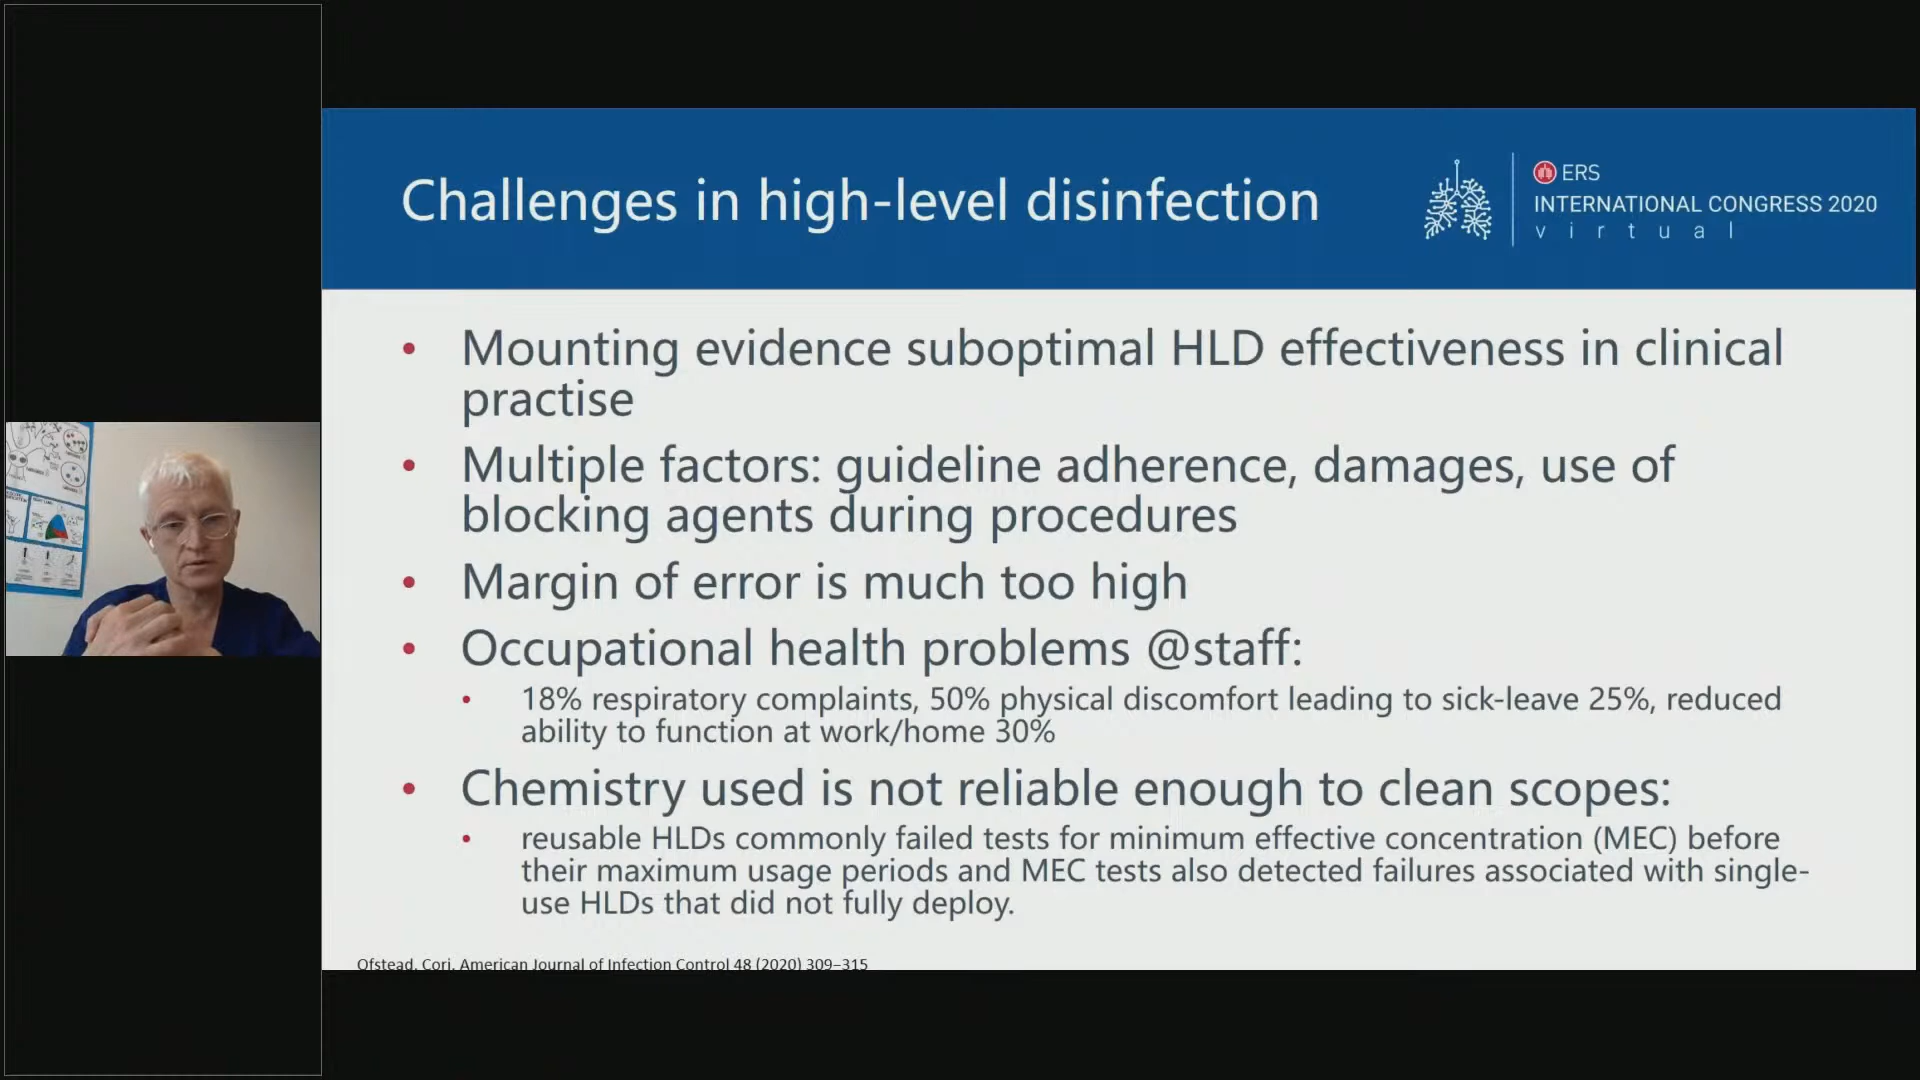 Challenges in high-level disinfection
ERS
INTERNATIONAL CONGRESS 2020
virtual
• Mounting evidence suboptimal HLD effectiveness in clinical
practise
• Multiple factors: guideline adherence, damages, use of
blocking agents during procedures
• Margin of error is much too high
• Occupational health problems @staff:
• 18% respiratory complaints, 50% physical discomfort leading to sick-leave 25%, reduced
ability to function at work/home 30%
• Chemistry used is not reliable enough to clean scopes:
• reusable HLDs commonly failed tests for minimum effective concentration (MEC) before
their maximum usage periods and MEC tests also detected failures associated with single-
use HLDs that did not fully deploy.
Ofstead, Cori. American Journal of Infection Control 48 (2020) 309–315